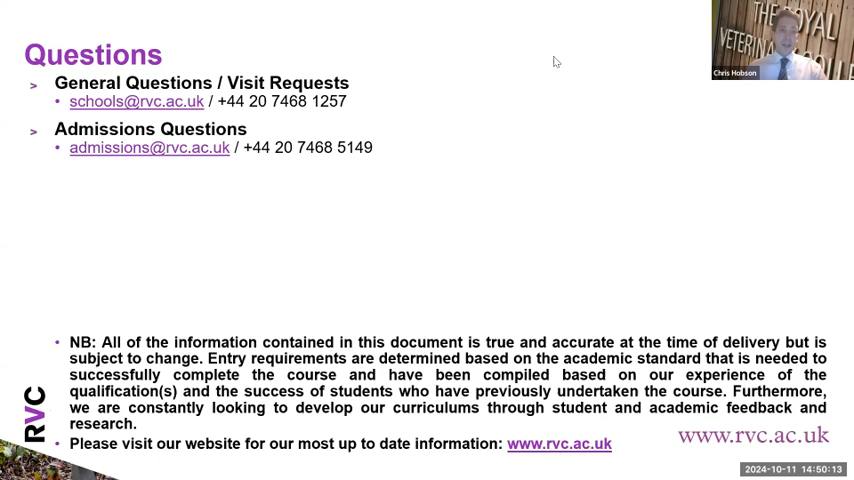 THE ROYAL
VETERINARY COLLE
Chris Hobson
Questions
> General Questions / Visit Requests
• schools@rvc.ac.uk / +44 20 7468 1257
> Admissions Questions
• admissions@rvc.ac.uk / +44 20 7468 5149
• NB: All of the information contained in this document is true and accurate at the time of delivery but is
subject to change. Entry requirements are determined based on the academic standard that is needed to
successfully complete the course and have been compiled based on our experience of the
qualification(s) and the success of students who have previously undertaken the course. Furthermore,
we are constantly looking to develop our curriculums through student and academic feedback and
research.
• Please visit our website for our most up to date information: www.rvc.ac.uk
RVC
www.rvc.ac.uk
2024-10-11 14:50:13